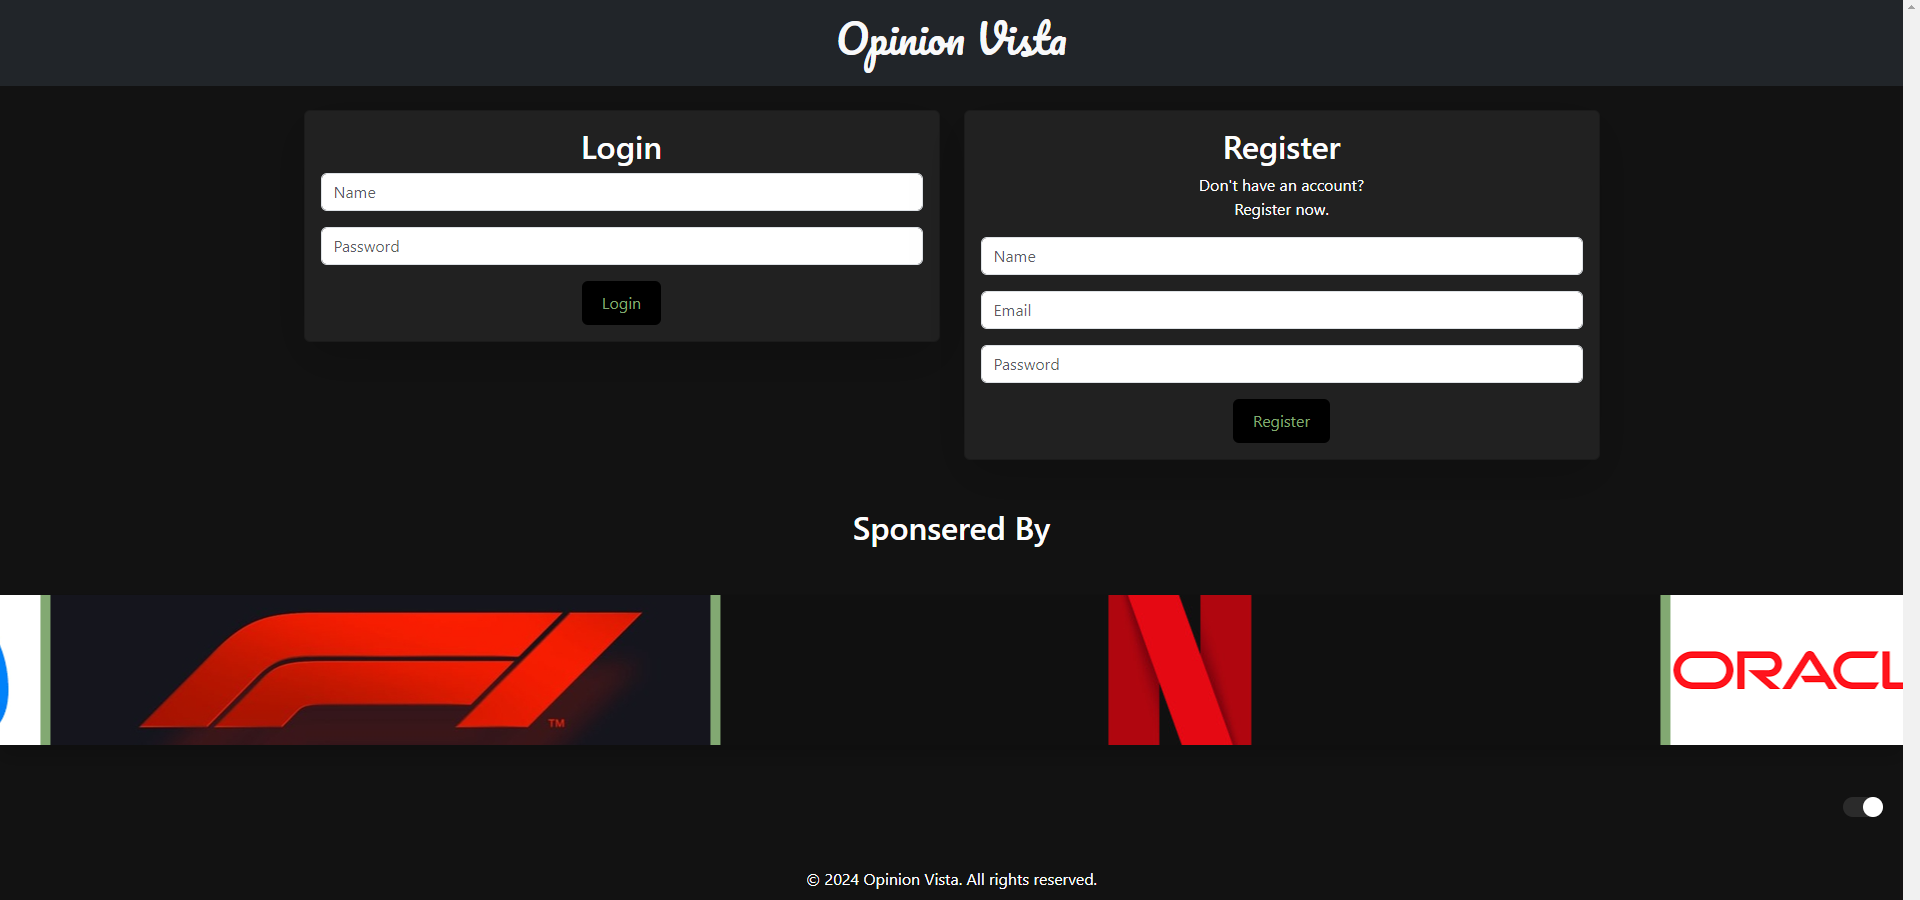 Opinion Vista
Login
Name
Password
Login
Register
Don't have an account?
Register now.
Name
Email
Password
Register
Sponsered By
TM
ORACL
© 2024 Opinion Vista. All rights reserved.